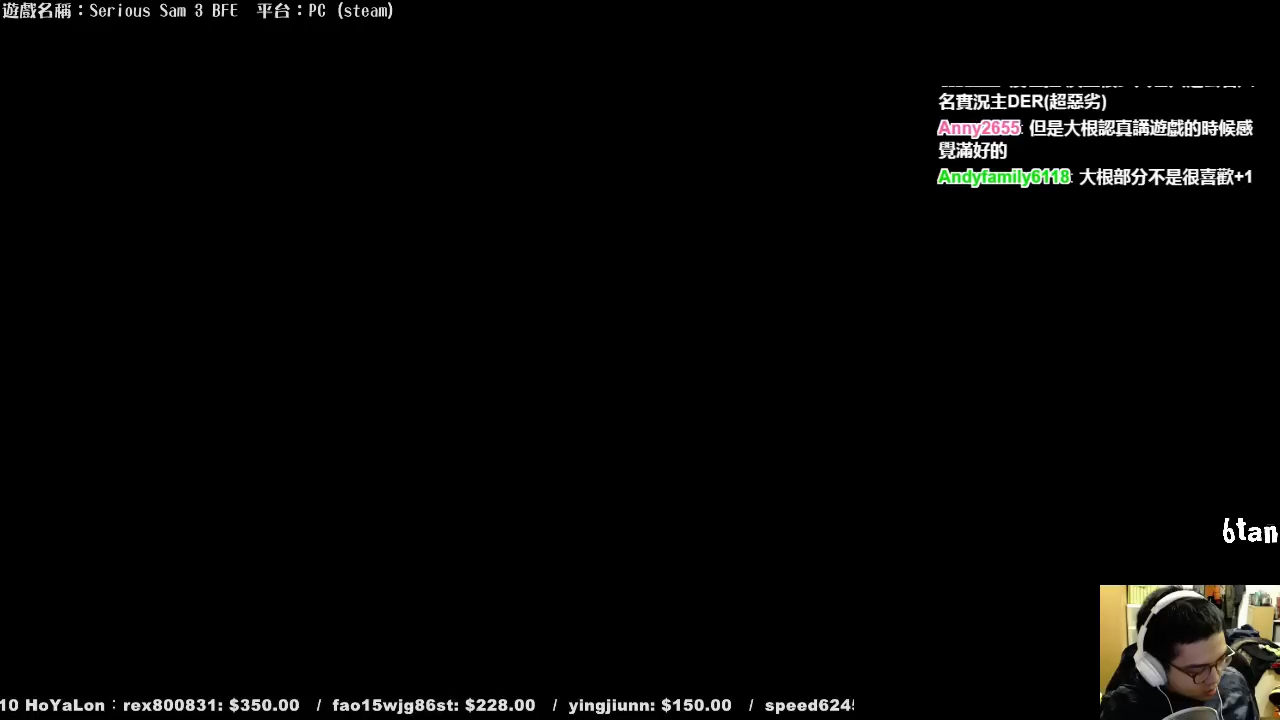 遊戲名稱：Serious Sam 3 BFE 平台：PC (steam)
名實況主DER(超惡劣)
Anny2655: 但是大根認真講遊戲的時候感
覺滿好的
Andyfamily6118: 大根部分不是很喜歡+1
6tan
10 HoYaLon：rex800831: $350.00 / fao15wjg86st: $228.00 / yingjiunn: $150.00 / speed624